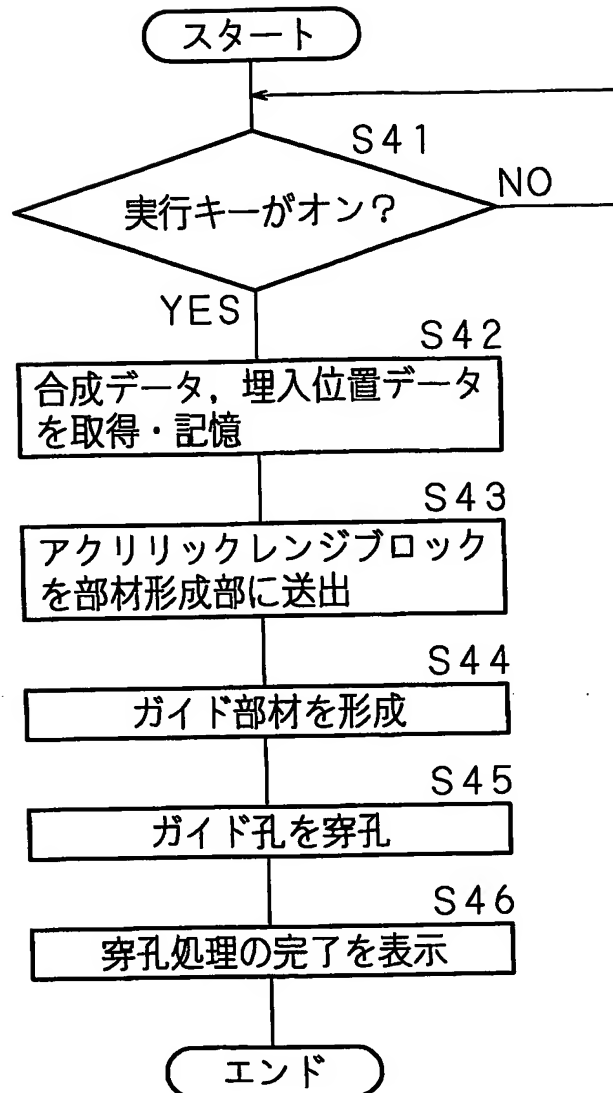 スタート
S41
実行キーがオン？
NO
YES
S42
合成データ，埋入位置データ
を取得・記憶
S43
アクリリックレンジブロック
を部材形成部に送出
S44
ガイド部材を形成
S45
ガイド孔を穿孔
S46
穿孔処理の完了を表示
エンド